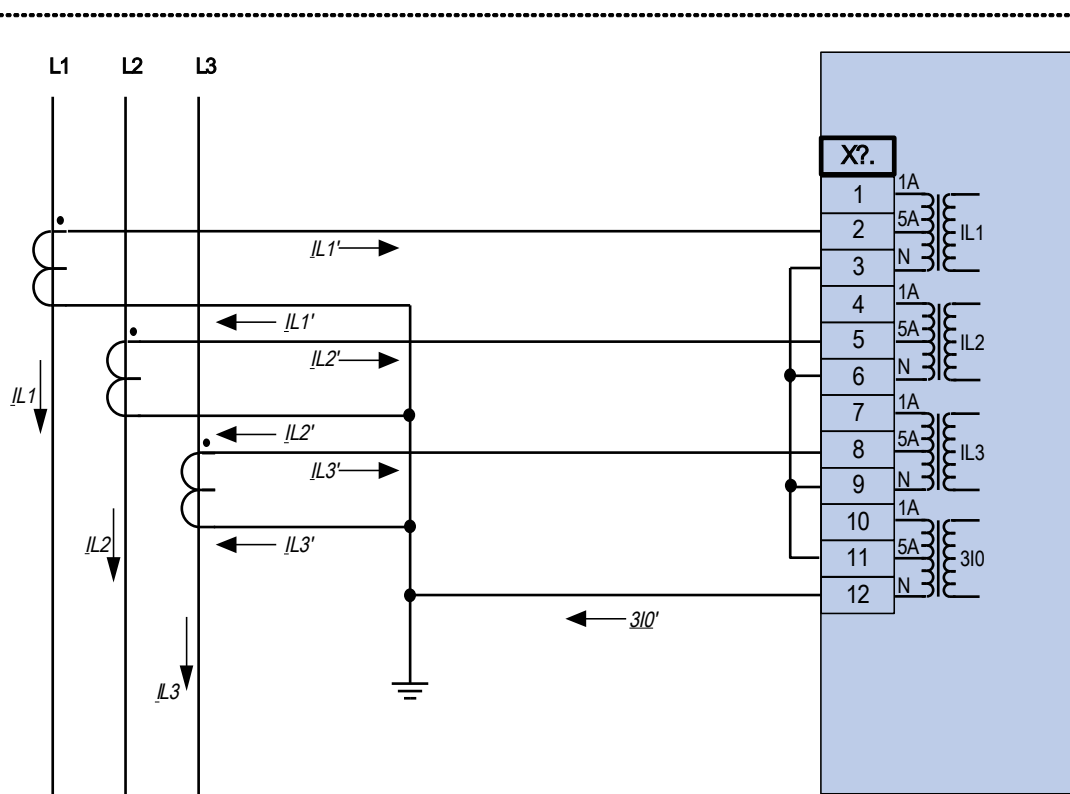 L1 L2 L3
X?.
1 1A
2 5A IL1
3 N
4 1A
5 5A IL2
6 N
7 1A
8 5A IL3
9 N
10 1A
11 5A 3I0
12 N
IL1'
IL1'
IL2'
IL1
IL2'
IL3'
IL2
IL3'
3I0'
IL3